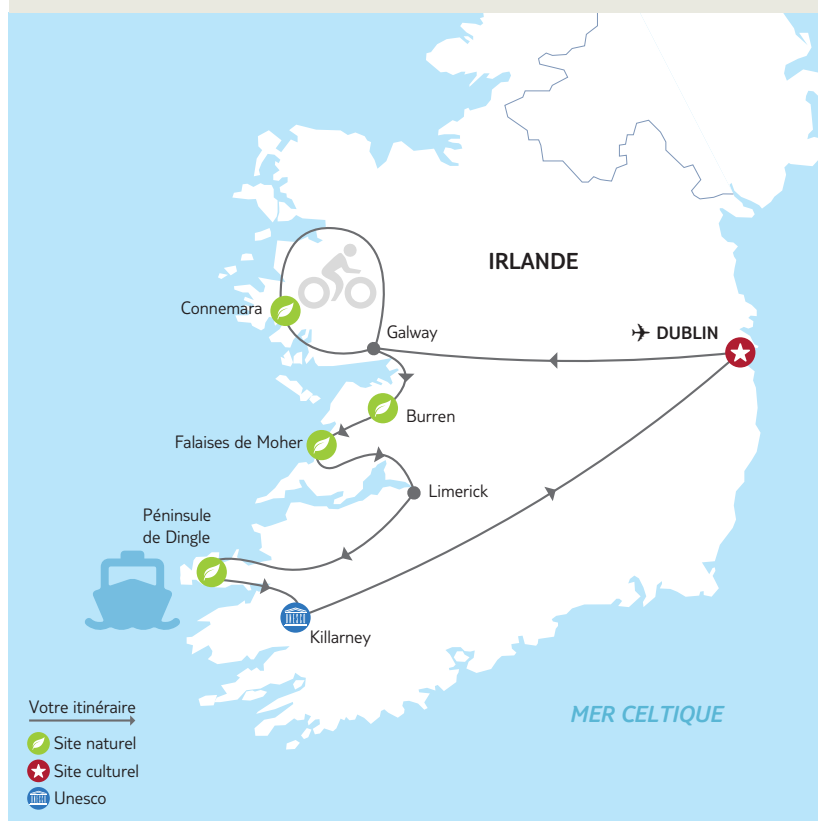 IRLANDE
Connemara
Galway
DUBLIN
Burren
Falaises de Moher
Limerick
Péninsule
de Dingle
Killarney
MER CELTIQUE
Votre itinéraire
Site naturel
Site culturel
Unesco